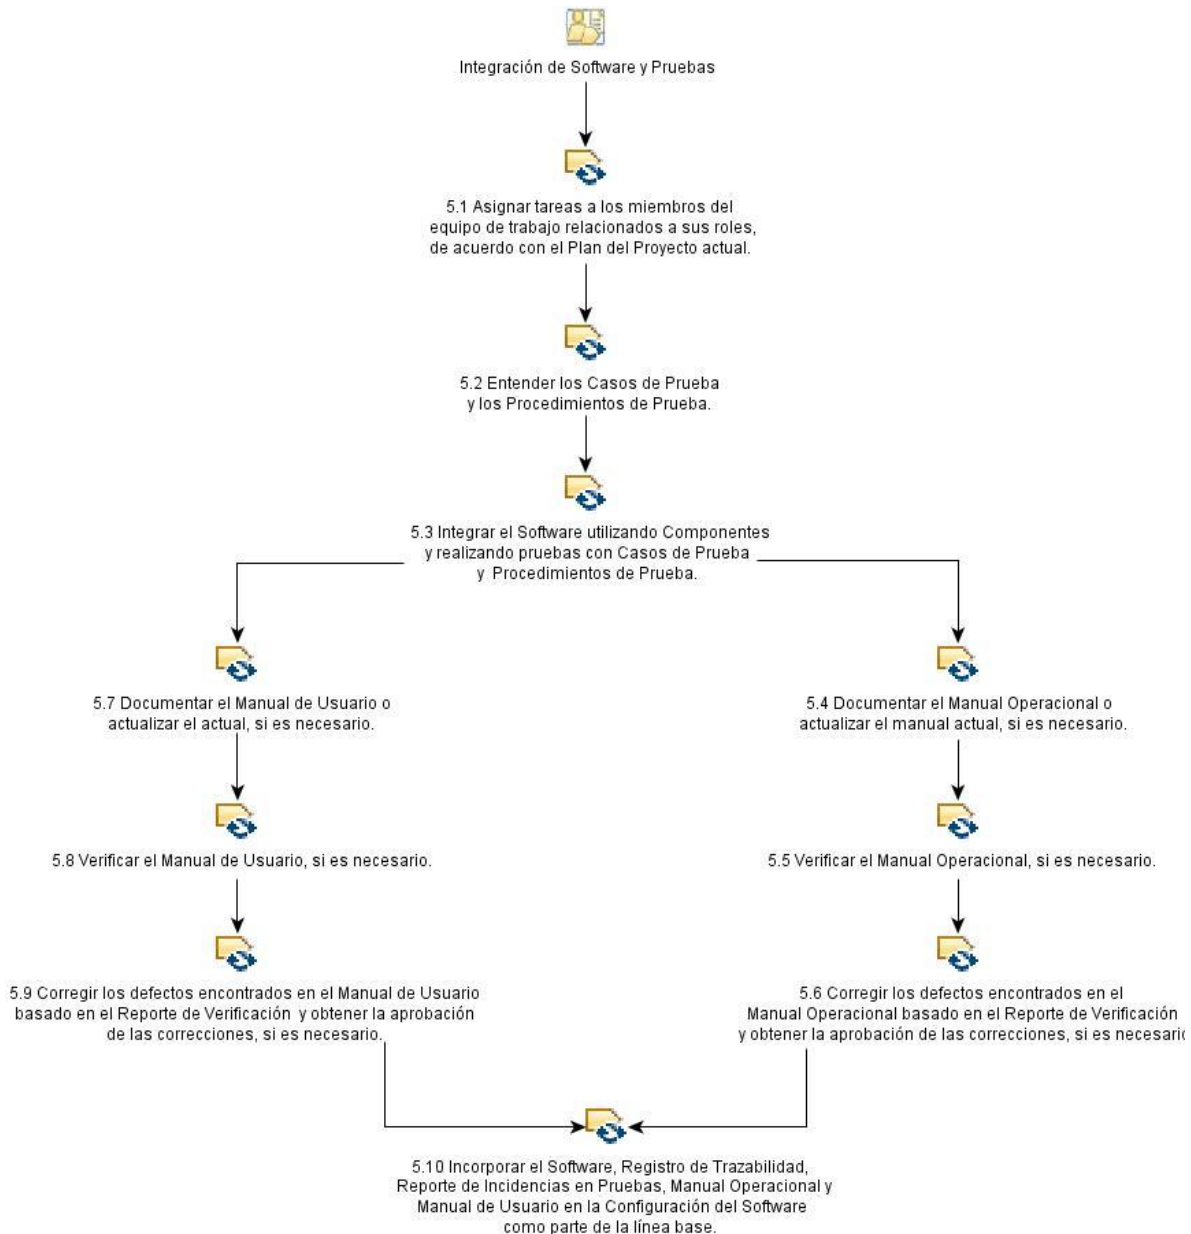 Integración de Software y Pruebas
5.1 Asignar tareas a los miembros del
equipo de trabajo relacionados a sus roles,
de acuerdo con el Plan del Proyecto actual.
5.2 Entender los Casos de Prueba
y los Procedimientos de Prueba.
5.3 Integrar el Software utilizando Componentes
y realizando pruebas con Casos de Prueba
y Procedimientos de Prueba.
5.7 Documentar el Manual de Usuario o
actualizar el actual, si es necesario.
5.8 Verificar el Manual de Usuario, si es necesario.
5.9 Corregir los defectos encontrados en el Manual de Usuario
basado en el Reporte de Verificación y obtener la aprobación
de las correcciones, si es necesario.
5.4 Documentar el Manual Operacional o
actualizar el manual actual, si es necesario.
5.5 Verificar el Manual Operacional, si es necesario.
5.6 Corregir los defectos encontrados en el
Manual Operacional basado en el Reporte de Verificación
y obtener la aprobación de las correcciones, si es necesario
5.10 Incorporar el Software, Registro de Trazabilidad,
Reporte de Incidencias en Pruebas, Manual Operacional y
Manual de Usuario en la Configuración del Software
como parte de la línea base.